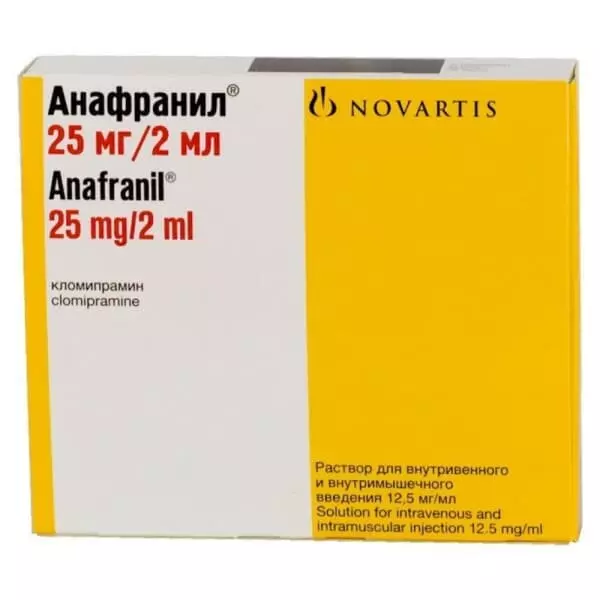 Анафранил®
25 мг/2 мл
Anafranil®
25 mg/2 ml
кломипрамин
clomipramine
NOVARTIS
Раствор для внутривенного
и внутримышечного
введения 12,5 мг/мл
Solution for intravenous and
intramuscular injection 12.5 mg/ml